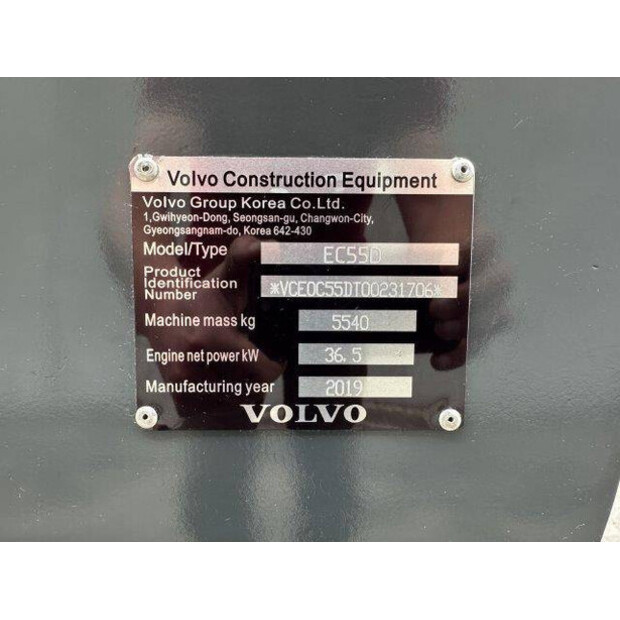 Volvo Construction Equipment
Volvo Group Korea Co.Ltd.
1,Gwihyeon-Dong, Seongsan-gu, Changwon-City,
Gyeongsangnam-do, Korea 642-430
Model/Type EC55D
Product
Identification
Number *VCE0C55DT00231706*
Machine mass kg 5540
Engine net power kW 36.5
Manufacturing year 2019
VOLVO